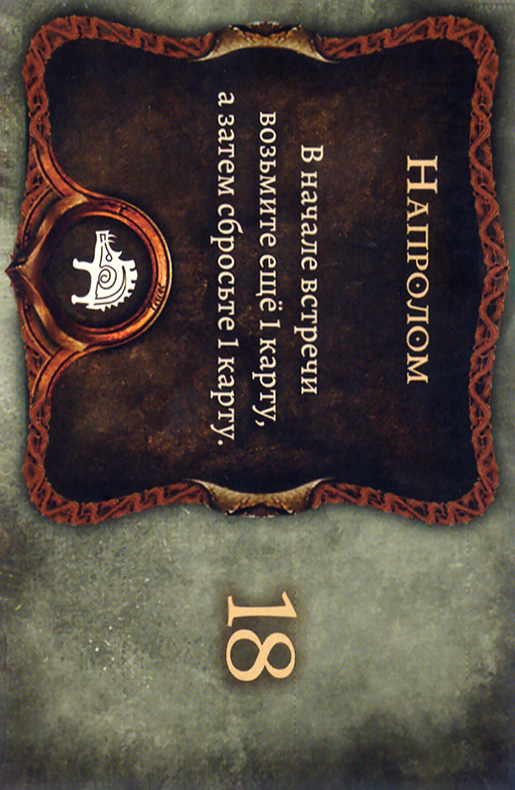 Напролом
В начале встречи
возьмите ещё 1 карту,
а затем сбросьте 1 карту.
18